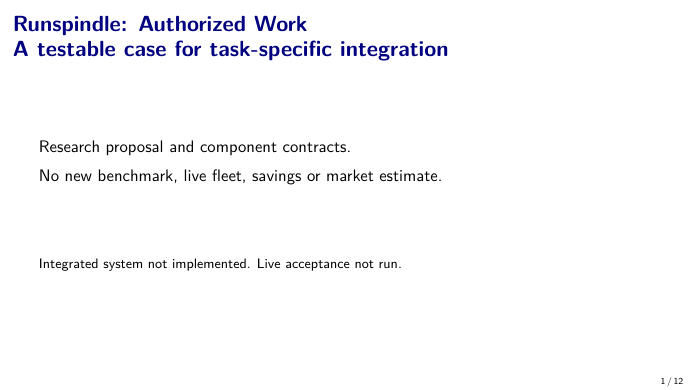 Runspindle: Authorized Work
A testable case for task-specific integration
Research proposal and component contracts.
No new benchmark, live fleet, savings or market estimate.
Integrated system not implemented. Live acceptance not run.
1 / 12